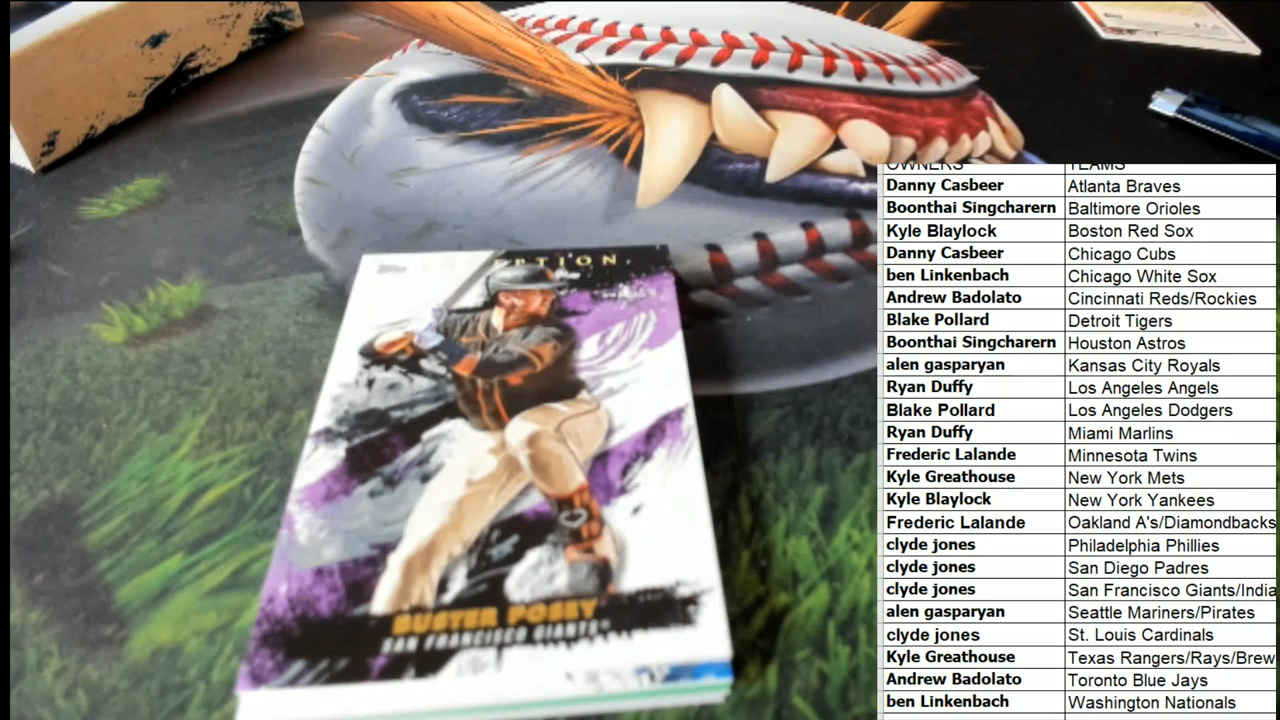 BUSTER POSEY
SAN FRANCISCO GIANTS
OWNERS TEAMS
Danny Casbeer Atlanta Braves
Boonthai Singcharern Baltimore Orioles
Kyle Blaylock Boston Red Sox
Danny Casbeer Chicago Cubs
ben Linkenbach Chicago White Sox
Andrew Badolato Cincinnati Reds/Rockies
Blake Pollard Detroit Tigers
Boonthai Singcharern Houston Astros
alen gasparyan Kansas City Royals
Ryan Duffy Los Angeles Angels
Blake Pollard Los Angeles Dodgers
Ryan Duffy Miami Marlins
Frederic Lalande Minnesota Twins
Kyle Greathouse New York Mets
Kyle Blaylock New York Yankees
Frederic Lalande Oakland A's/Diamondbacks
clyde jones Philadelphia Phillies
clyde jones San Diego Padres
clyde jones San Francisco Giants/India
alen gasparyan Seattle Mariners/Pirates
clyde jones St. Louis Cardinals
Kyle Greathouse Texas Rangers/Rays/Brew
Andrew Badolato Toronto Blue Jays
ben Linkenbach Washington Nationals